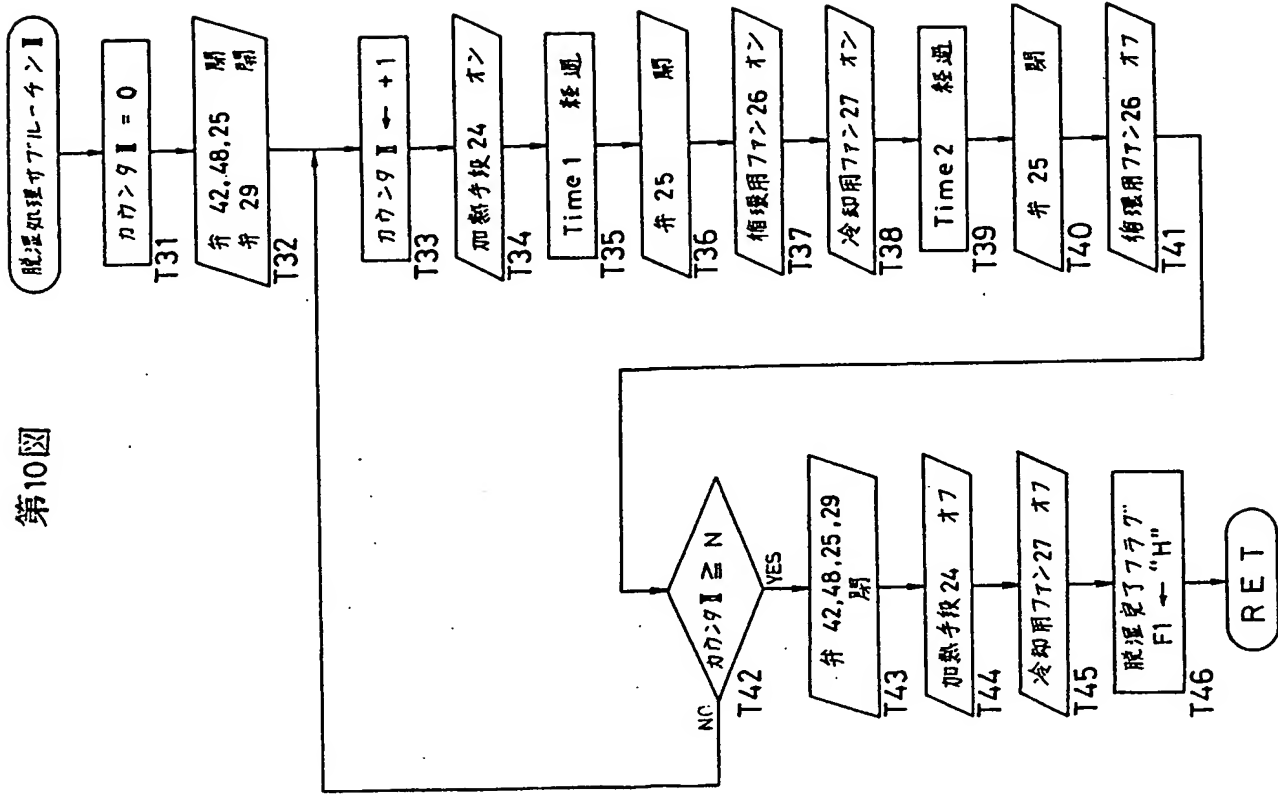 第10図
脱湿処理サブルーチンⅡ
カウンタⅡ = 0
T31
弁 42,48,25 閉
弁 29 開
T32
カウンタⅡ ← +1
T33
加熱手段24 オン
T34
Time1 経過
T35
弁 25 開
T36
循環用ファン26 オン
T37
冷却用ファン27 オン
T38
Time2 経過
T39
弁 25 閉
T40
循環用ファン26 オフ
T41
カウンタⅡ ≧ N
NO
YES
T42
弁 42,48,25,29
閉
T43
加熱手段24 オフ
T44
冷却用ファン27 オフ
T45
脱湿完了フラグ
F1 ← "H"
T46
RET